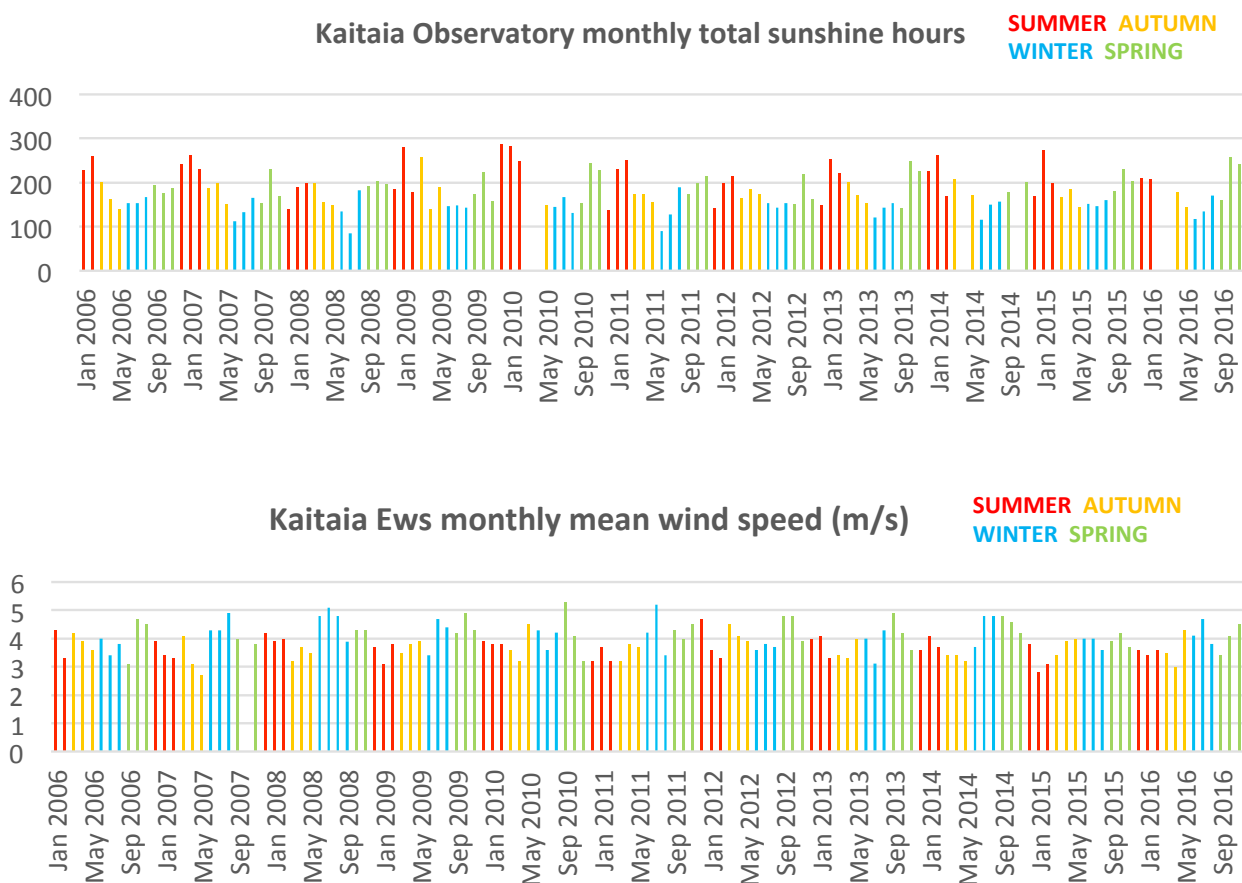 Kaitaia Observatory monthly total sunshine hours
SUMMER AUTUMN
WINTER SPRING
400
300
200
100
0
Jan 2006
May 2006
Sep 2006
Jan 2007
May 2007
Sep 2007
Jan 2008
May 2008
Sep 2008
Jan 2009
May 2009
Sep 2009
Jan 2010
May 2010
Sep 2010
Jan 2011
May 2011
Sep 2011
Jan 2012
May 2012
Sep 2012
Jan 2013
May 2013
Sep 2013
Jan 2014
May 2014
Sep 2014
Jan 2015
May 2015
Sep 2015
Jan 2016
May 2016
Sep 2016
Kaitaia Ews monthly mean wind speed (m/s)
SUMMER AUTUMN
WINTER SPRING
6
5
4
3
2
1
0
Jan 2006
May 2006
Sep 2006
Jan 2007
May 2007
Sep 2007
Jan 2008
May 2008
Sep 2008
Jan 2009
May 2009
Sep 2009
Jan 2010
May 2010
Sep 2010
Jan 2011
May 2011
Sep 2011
Jan 2012
May 2012
Sep 2012
Jan 2013
May 2013
Sep 2013
Jan 2014
May 2014
Sep 2014
Jan 2015
May 2015
Sep 2015
Jan 2016
May 2016
Sep 2016